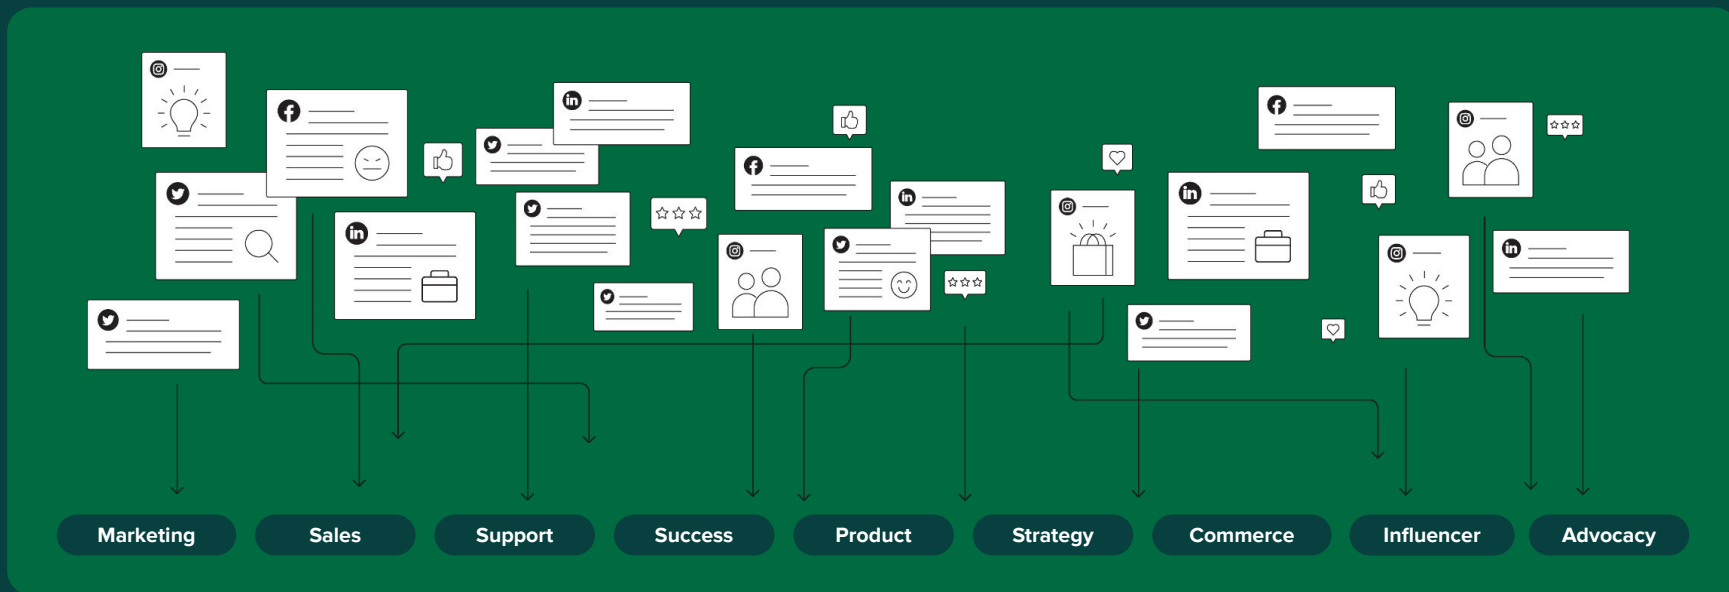 Marketing
Sales
Support
Success
Product
Strategy
Commerce
Influencer
Advocacy